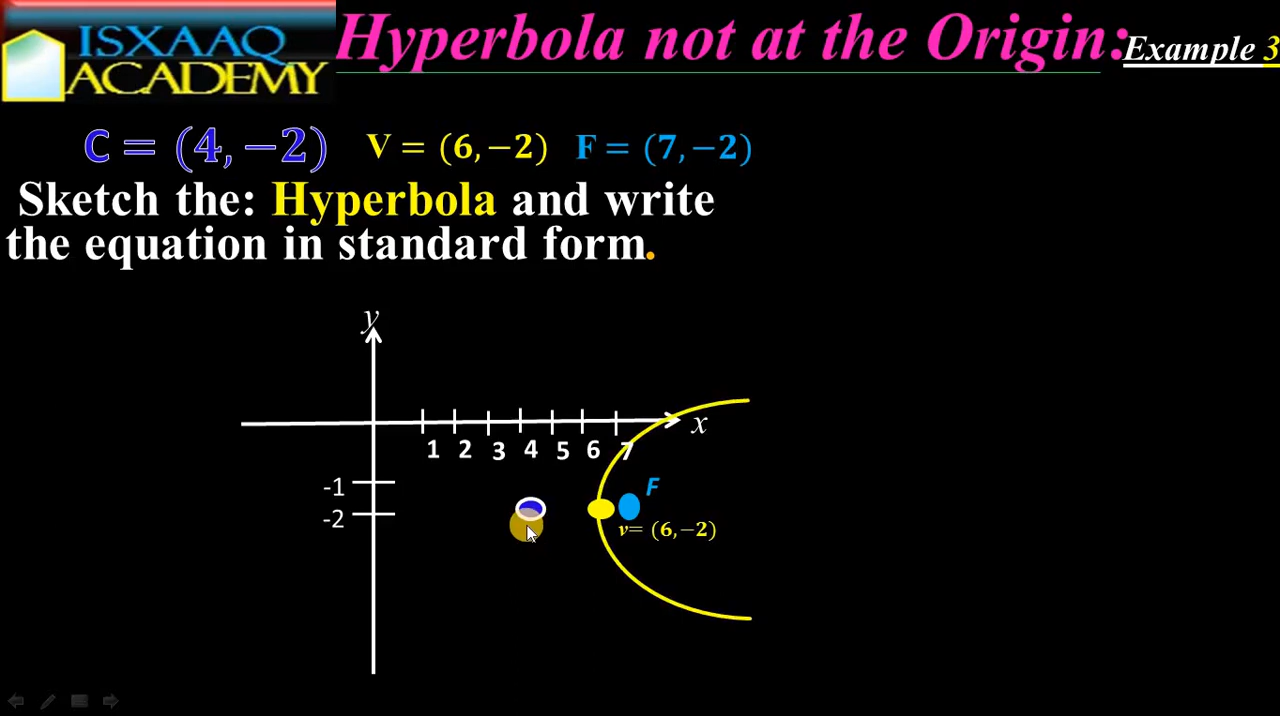 ISXAAQ
ACADEMY
Hyperbola not at the Origin: Example 3
C = (4,−2) V = (6,−2) F = (7,−2)
Sketch the: Hyperbola and write
the equation in standard form.
y
x
1 2 3 4 5 6 7
-1
F
-2
v= (6,−2)